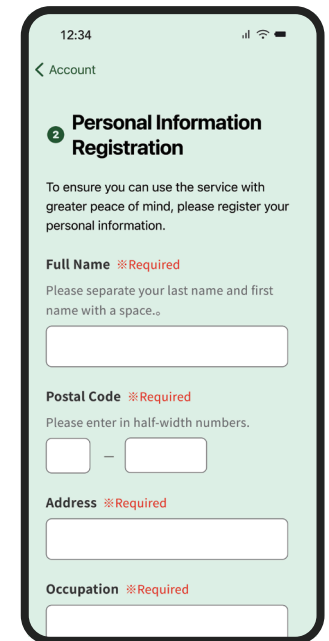 12:34
Account
2
Personal Information
Registration
To ensure you can use the service with
greater peace of mind, please register your
personal information.
Full Name ※Required
Please separate your last name and first
name with a space.。
Postal Code ※Required
Please enter in half-width numbers.
–
Address ※Required
Occupation ※Required